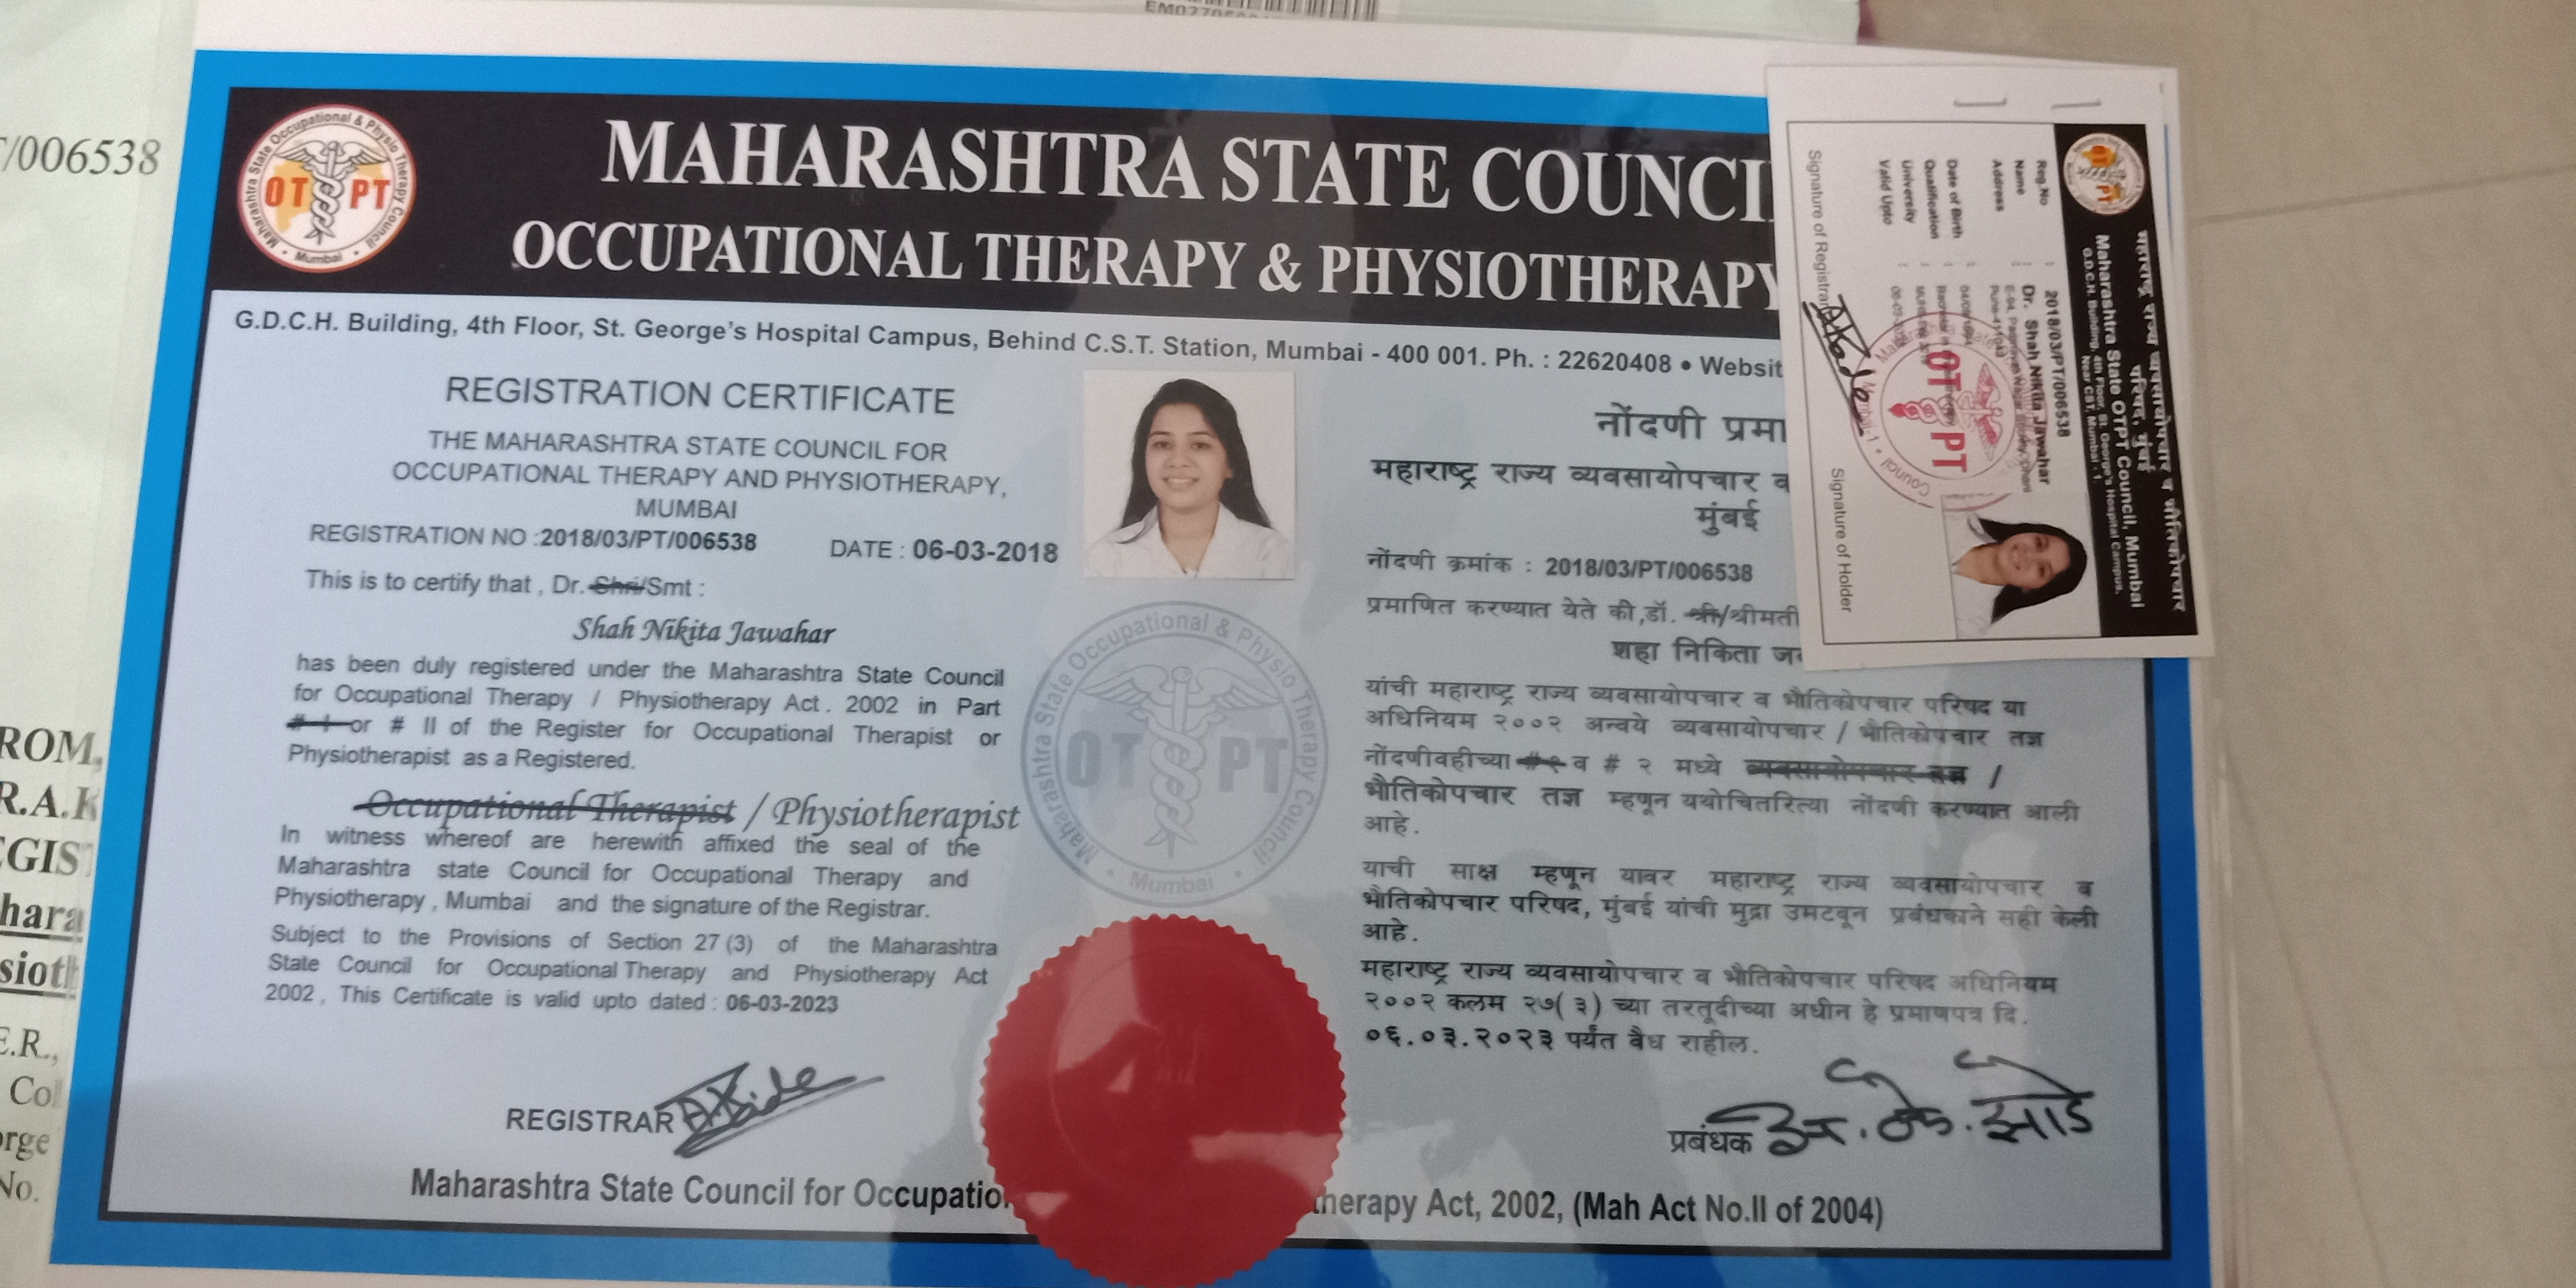 /006538
MAHARASHTRA STATE COUNCI
OCCUPATIONAL THERAPY & PHYSIOTHERAPY
G.D.C.H. Building, 4th Floor, St. George's Hospital Campus, Behind C.S.T. Station, Mumbai - 400 001. Ph. : 22620408 • Websit
Maharashtra State Occupational & Physio Therapy Council • Mumbai •
OT PT
REGISTRATION CERTIFICATE
THE MAHARASHTRA STATE COUNCIL FOR
OCCUPATIONAL THERAPY AND PHYSIOTHERAPY,
MUMBAI
REGISTRATION NO :2018/03/PT/006538 DATE : 06-03-2018
This is to certify that , Dr. Shri/Smt :
Shah Nikita Jawahar
has been duly registered under the Maharashtra State Council
for Occupational Therapy / Physiotherapy Act . 2002 in Part
# I or # II of the Register for Occupational Therapist or
Physiotherapist as a Registered.
Occupational Therapist / Physiotherapist
In witness whereof are herewith affixed the seal of the
Maharashtra state Council for Occupational Therapy and
Physiotherapy , Mumbai and the signature of the Registrar.
Subject to the Provisions of Section 27 (3) of the Maharashtra
State Council for Occupational Therapy and Physiotherapy Act
2002 , This Certificate is valid upto dated : 06-03-2023
REGISTRAR
Maharashtra State Occupational & Physio Therapy Council • Mumbai •
OT PT
नोंदणी प्रमा
महाराष्ट्र राज्य व्यवसायोपचार व
मुंबई
नोंदणी क्रमांक : 2018/03/PT/006538
प्रमाणित करण्यात येते की,डॉ. श्री/श्रीमती
शहा निकिता ज
यांची महाराष्ट्र राज्य व्यवसायोपचार व भौतिकोपचार परिषद या
अधिनियम २००२ अन्वये व्यवसायोपचार / भौतिकोपचार तज्ञ
नोंदणीवहीच्या # १ व # २ मध्ये व्यवसायोपचार तज्ञ /
भौतिकोपचार तज्ञ म्हणून यथोचितरित्या नोंदणी करण्यात आली
आहे.
याची साक्ष म्हणून यावर महाराष्ट्र राज्य व्यवसायोपचार व
भौतिकोपचार परिषद, मुंबई यांची मुद्रा उमटवून प्रबंधकाने सही केली
आहे.
महाराष्ट्र राज्य व्यवसायोपचार व भौतिकोपचार परिषद अधिनियम
२००२ कलम २७( ३) च्या तरतूदीच्या अधीन हे प्रमाणपत्र दि.
०६.०३.२०२३ पर्यंत वैध राहील.
प्रबंधक
Maharashtra State Council for Occupatio herapy Act, 2002, (Mah Act No.II of 2004)
महाराष्ट्र राज्य व्यवसायोपचार व भौतिकोपचार
परिषद, मुंबई
Maharashtra State OTPT Council, Mumbai
G.D.C.H. Building, 4th Floor, St. George's Hospital Campus,
Near CST, Mumbai - 1
Reg.No : 2018/03/PT/006538
Name : Dr. Shah Nikita Jawahar
Address :
Date of Birth :
Qualification :
University :
Valid Upto :
OT PT
Signature of Registrar Signature of Holder
ROM,
R.A.K
GIS
hara
siot
E.R.,
Col
rge
No.